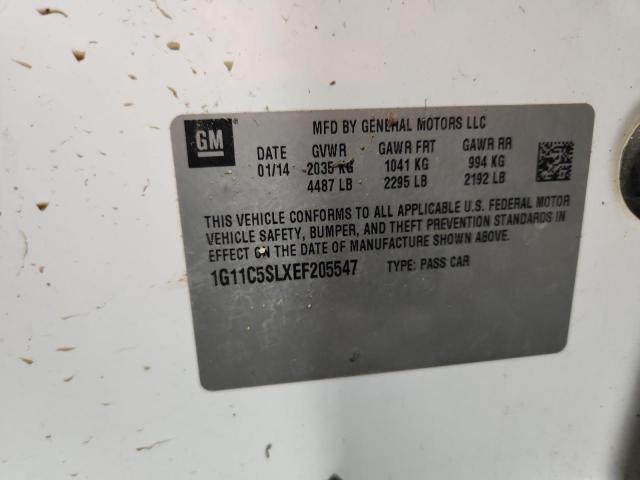 GM
MFD BY GENERAL MOTORS LLC
DATE GVWR GAWR FRT GAWR RR
01/14 2035 KG 1041 KG 994 KG
4487 LB 2295 LB 2192 LB
THIS VEHICLE CONFORMS TO ALL APPLICABLE U.S. FEDERAL MOTOR
VEHICLE SAFETY, BUMPER, AND THEFT PREVENTION STANDARDS IN
EFFECT ON THE DATE OF MANUFACTURE SHOWN ABOVE.
1G11C5SLXEF205547 TYPE: PASS CAR